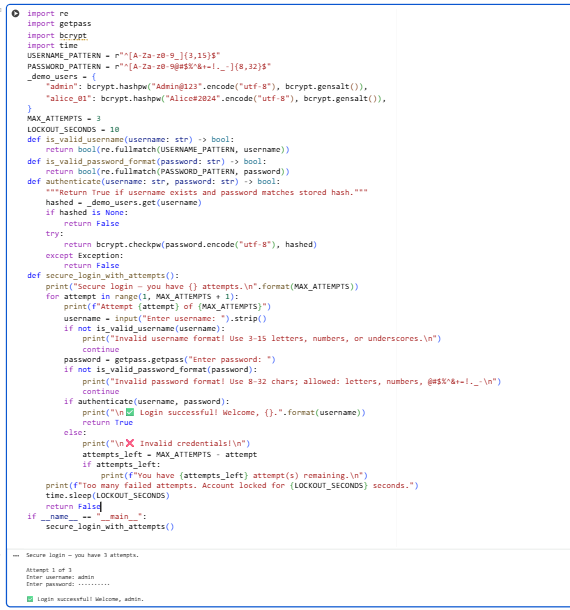 import re
import getpass
import bcrypt
import time
USERNAME_PATTERN = r"^[A-Za-z0-9_]{3,15}$"
PASSWORD_PATTERN = r"^[A-Za-z0-9@#$%^&+=!._-]{8,32}$"
_demo_users = {
    "admin": bcrypt.hashpw("Admin@123".encode("utf-8"), bcrypt.gensalt()),
    "alice_01": bcrypt.hashpw("Alice#2024".encode("utf-8"), bcrypt.gensalt()),
}
MAX_ATTEMPTS = 3
LOCKOUT_SECONDS = 10
def is_valid_username(username: str) -> bool:
    return bool(re.fullmatch(USERNAME_PATTERN, username))
def is_valid_password_format(password: str) -> bool:
    return bool(re.fullmatch(PASSWORD_PATTERN, password))
def authenticate(username: str, password: str) -> bool:
    """Return True if username exists and password matches stored hash."""
    hashed = _demo_users.get(username)
    if hashed is None:
        return False
    try:
        return bcrypt.checkpw(password.encode("utf-8"), hashed)
    except Exception:
        return False
def secure_login_with_attempts():
    print("Secure login — you have {} attempts.\n".format(MAX_ATTEMPTS))
    for attempt in range(1, MAX_ATTEMPTS + 1):
        print(f"Attempt {attempt} of {MAX_ATTEMPTS}")
        username = input("Enter username: ").strip()
        if not is_valid_username(username):
            print("Invalid username format! Use 3-15 letters, numbers, or underscores.\n")
            continue
        password = getpass.getpass("Enter password: ")
        if not is_valid_password_format(password):
            print("Invalid password format! Use 8-32 chars; allowed: letters, numbers, @#$%^&+=!._-\n")
            continue
        if authenticate(username, password):
            print("\n✅ Login successful! Welcome, {}.".format(username))
            return True
        else:
            print("\n❌ Invalid credentials!\n")
            attempts_left = MAX_ATTEMPTS - attempt
            if attempts_left:
                print(f"You have {attempts_left} attempt(s) remaining.\n")
    print(f"Too many failed attempts. Account locked for {LOCKOUT_SECONDS} seconds.")
    time.sleep(LOCKOUT_SECONDS)
    return False
if __name__ == "__main__":
    secure_login_with_attempts()
Secure login — you have 3 attempts.
Attempt 1 of 3
Enter username: admin
Enter password: ··········
✅ Login successful! Welcome, admin.